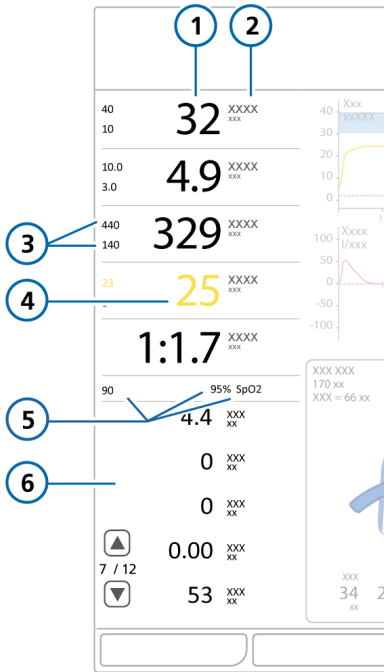 1 2
40
10
32 XXXX
xxx
10.0
3.0
4.9 XXXX
xxx
3
440
140
329 XXXX
xxx
4
23
25 XXXX
xxx
1:1.7 XXXX
xxx
5
90 95% SpO2
4.4 XXX
xx
6
0 XXX
xx
0 XXX
xx
0.00 XXX
xx
7 / 12
53 XXX
xx
Xxx
xxXXX
40
30
20
10
0
1
Xxxx
l/xxx
100
50
0
-50
-100
XXX XXX
170 xx
XXX = 66 xx
XXX
34 2
xx